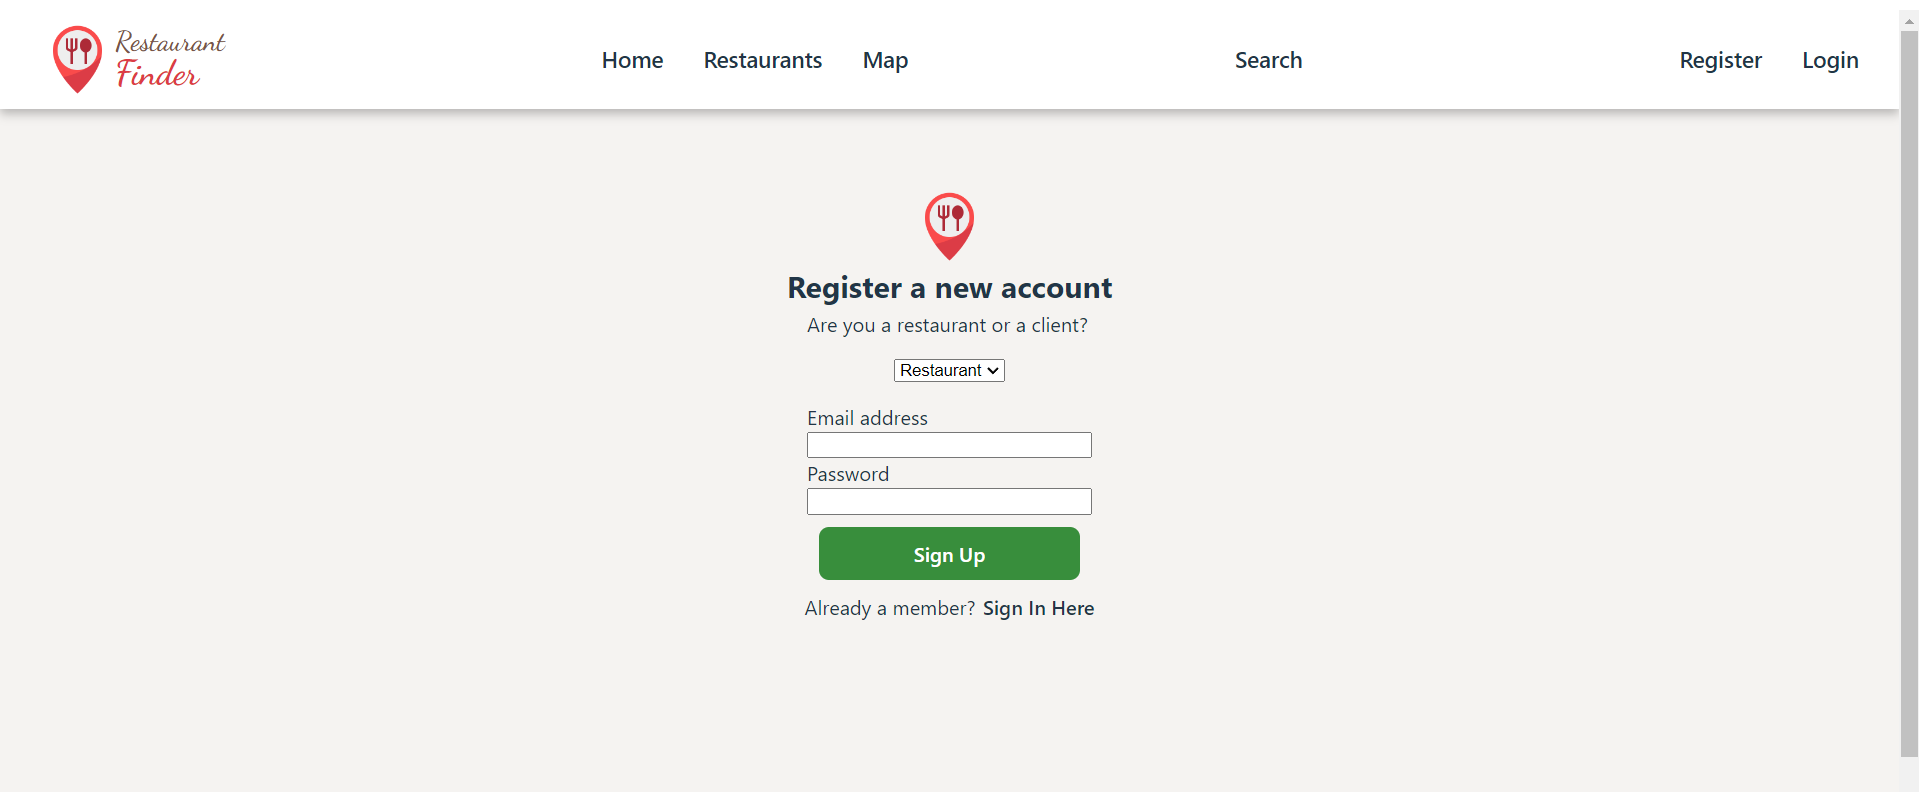 Restaurant
Finder
Home Restaurants Map Search Register Login
Register a new account
Are you a restaurant or a client?
Restaurant
Email address
Password
Sign Up
Already a member? Sign In Here